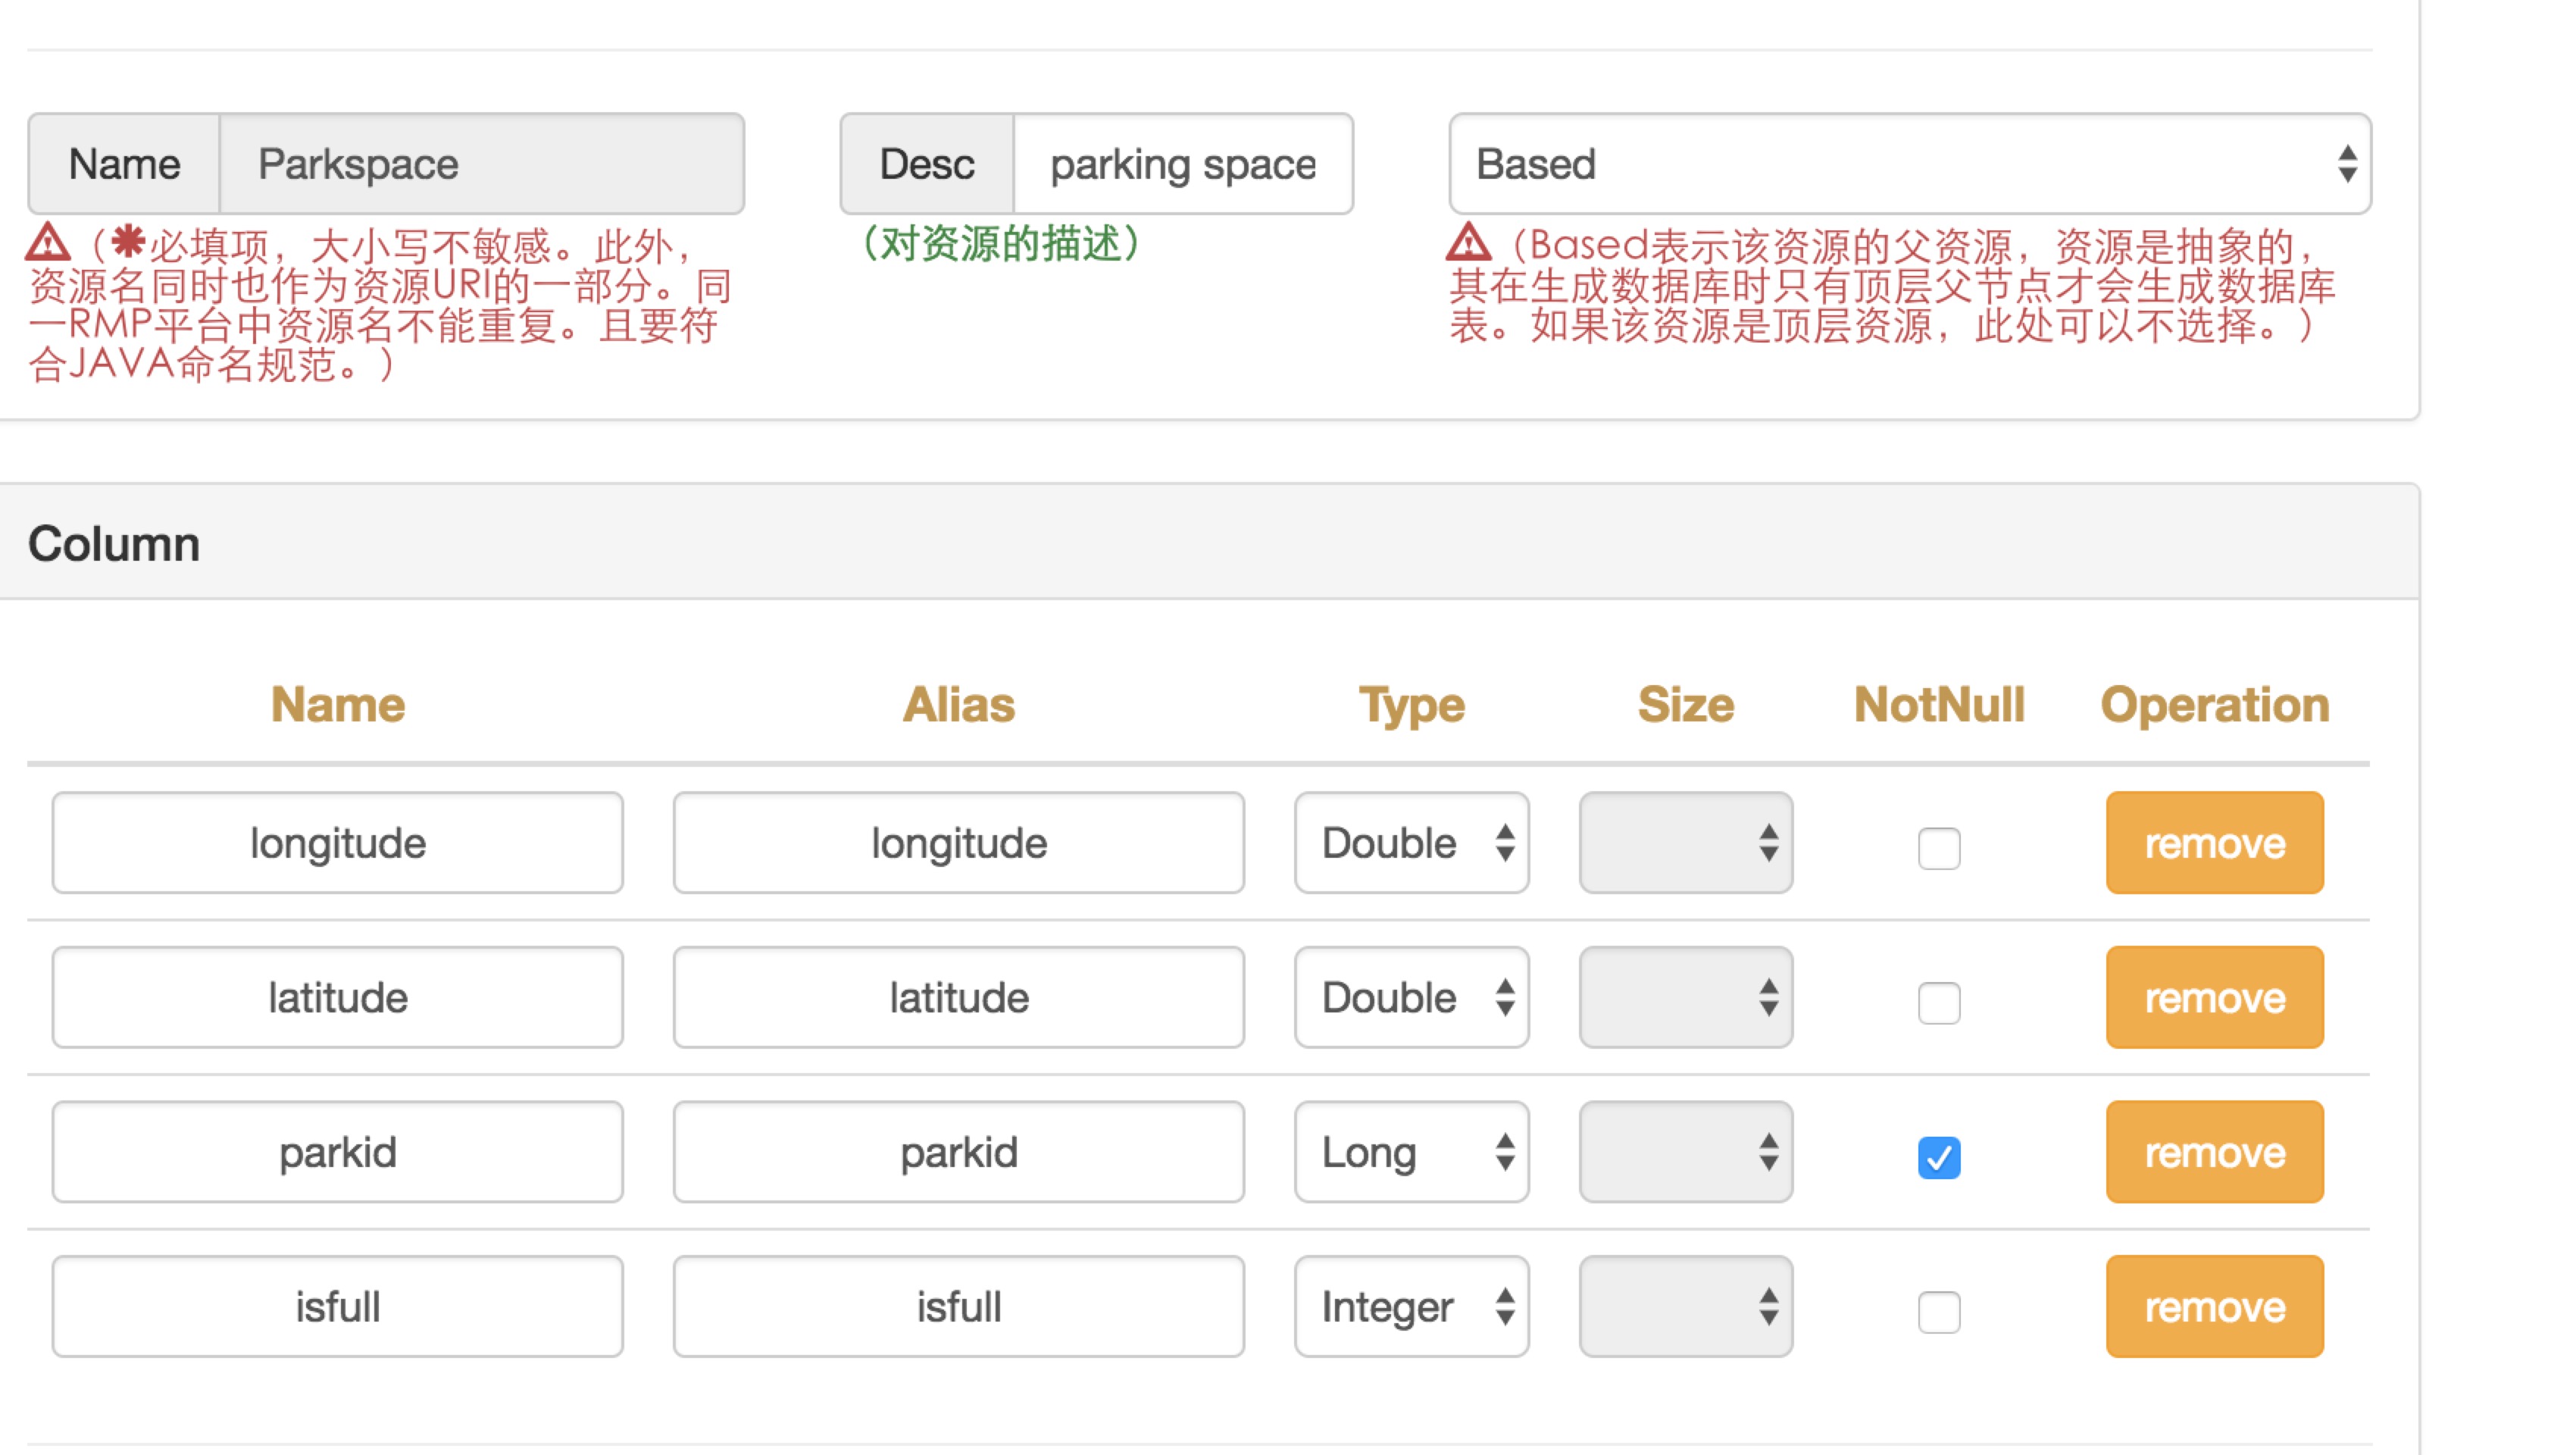 Name Parkspace Desc parking space Based
（✱必填项，大小写不敏感。此外，
资源名同时也作为资源URI的一部分。同
一RMP平台中资源名不能重复。且要符
合JAVA命名规范。）
（对资源的描述）
（Based表示该资源的父资源，资源是抽象的，
其在生成数据库时只有顶层父节点才会生成数据库
表。如果该资源是顶层资源，此处可以不选择。）
Column
Name Alias Type Size NotNull Operation
longitude longitude Double remove
latitude latitude Double remove
parkid parkid Long remove
isfull isfull Integer remove